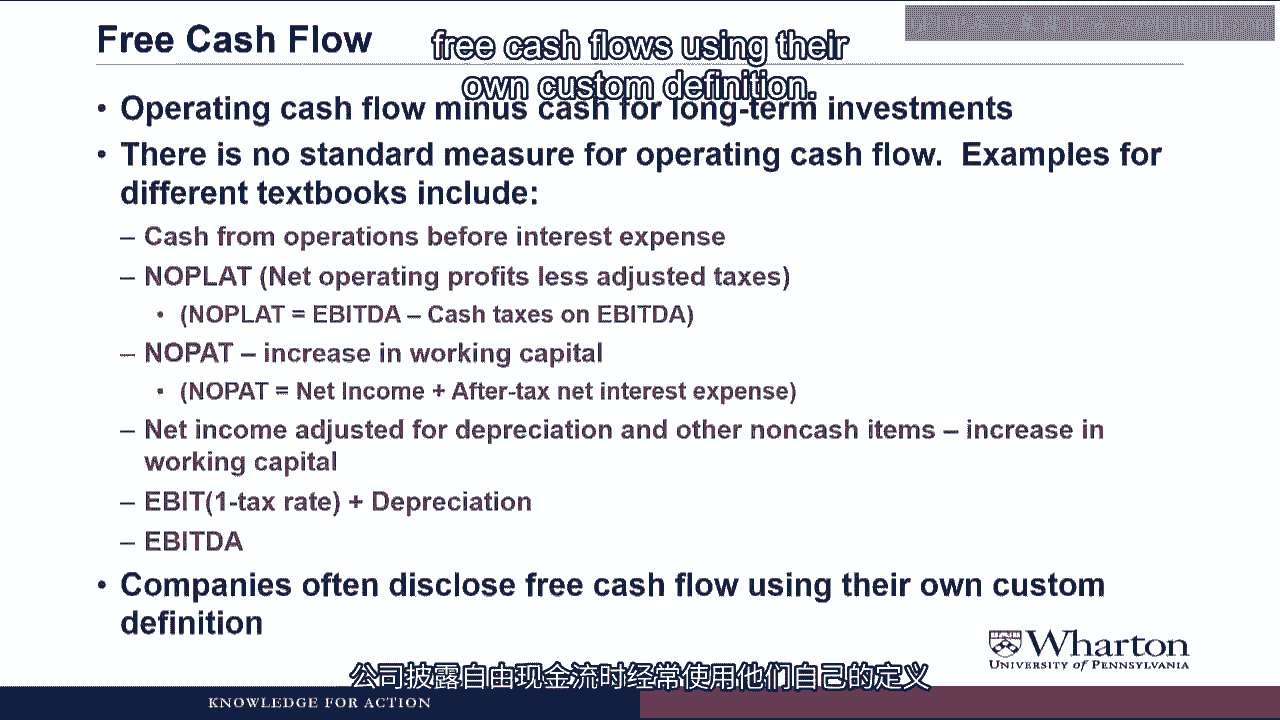 Free Cash Flow
free cash flows using their
own custom definition.
• Operating cash flow minus cash for long-term investments
• There is no standard measure for operating cash flow. Examples for
different textbooks include:
– Cash from operations before interest expense
– NOPLAT (Net operating profits less adjusted taxes)
• (NOPLAT = EBITDA – Cash taxes on EBITDA)
– NOPAT – increase in working capital
• (NOPAT = Net Income + After-tax net interest expense)
– Net income adjusted for depreciation and other noncash items – increase in
working capital
– EBIT(1-tax rate) + Depreciation
– EBITDA
• Companies often disclose free cash flow using their own custom
definition
Wharton
UNIVERSITY of PENNSYLVANIA
公司披露自由现金流时经常使用他们自己的定义
KNOWLEDGE FOR ACTION